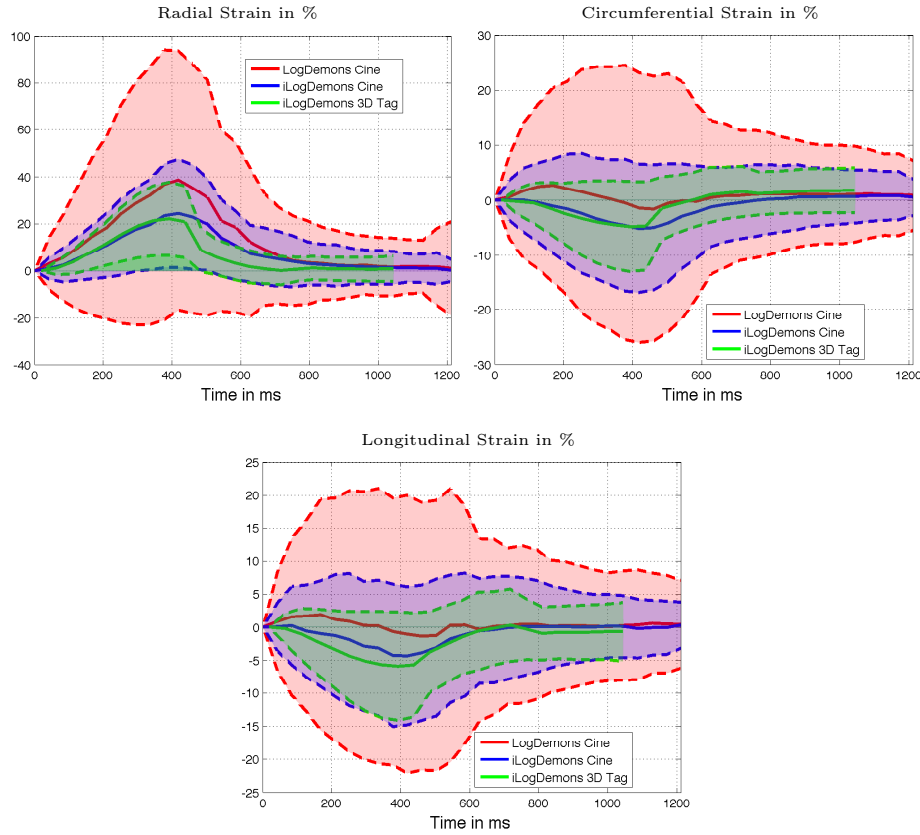 Radial Strain in %
100
80
60
40
20
0
-20
-40
0 200 400 600 800 1000 1200
Time in ms
LogDemons Cine
iLogDemons Cine
iLogDemons 3D Tag
Circumferential Strain in %
30
20
10
0
-10
-20
-30
0 200 400 600 800 1000 1200
Time in ms
LogDemons Cine
iLogDemons Cine
iLogDemons 3D Tag
Longitudinal Strain in %
25
20
15
10
5
0
-5
-10
-15
-20
-25
0 200 400 600 800 1000 1200
Time in ms
LogDemons Cine
iLogDemons Cine
iLogDemons 3D Tag